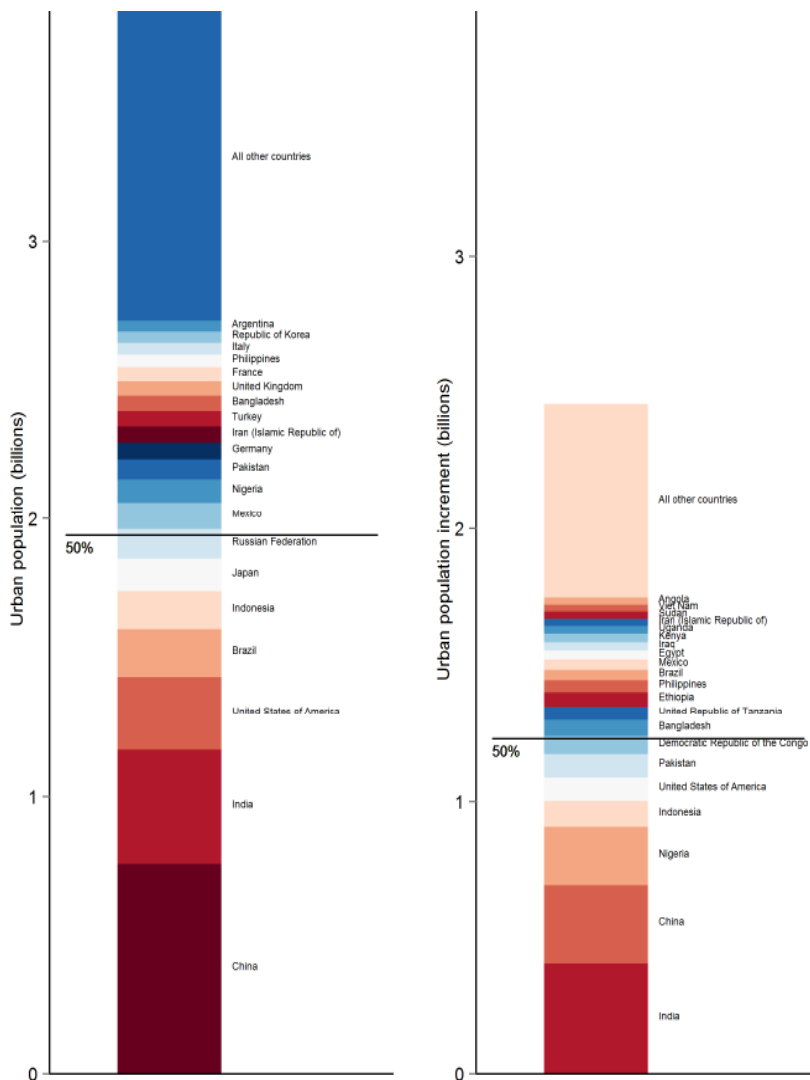 Urban population (billions)
3
2
1
0
All other countries
Argentina
Republic of Korea
Italy
Philippines
France
United Kingdom
Bangladesh
Turkey
Iran (Islamic Republic of)
Germany
Pakistan
Nigeria
Mexico
50%
Russian Federation
Japan
Indonesia
Brazil
United States of America
India
China
Urban population increment (billions)
3
2
1
0
All other countries
Angola
Viet Nam
Sudan
Iran (Islamic Republic of)
Uganda
Kenya
Iraq
Egypt
Mexico
Brazil
Philippines
Ethiopia
United Republic of Tanzania
Bangladesh
50%
Democratic Republic of the Congo
Pakistan
United States of America
Indonesia
Nigeria
China
India